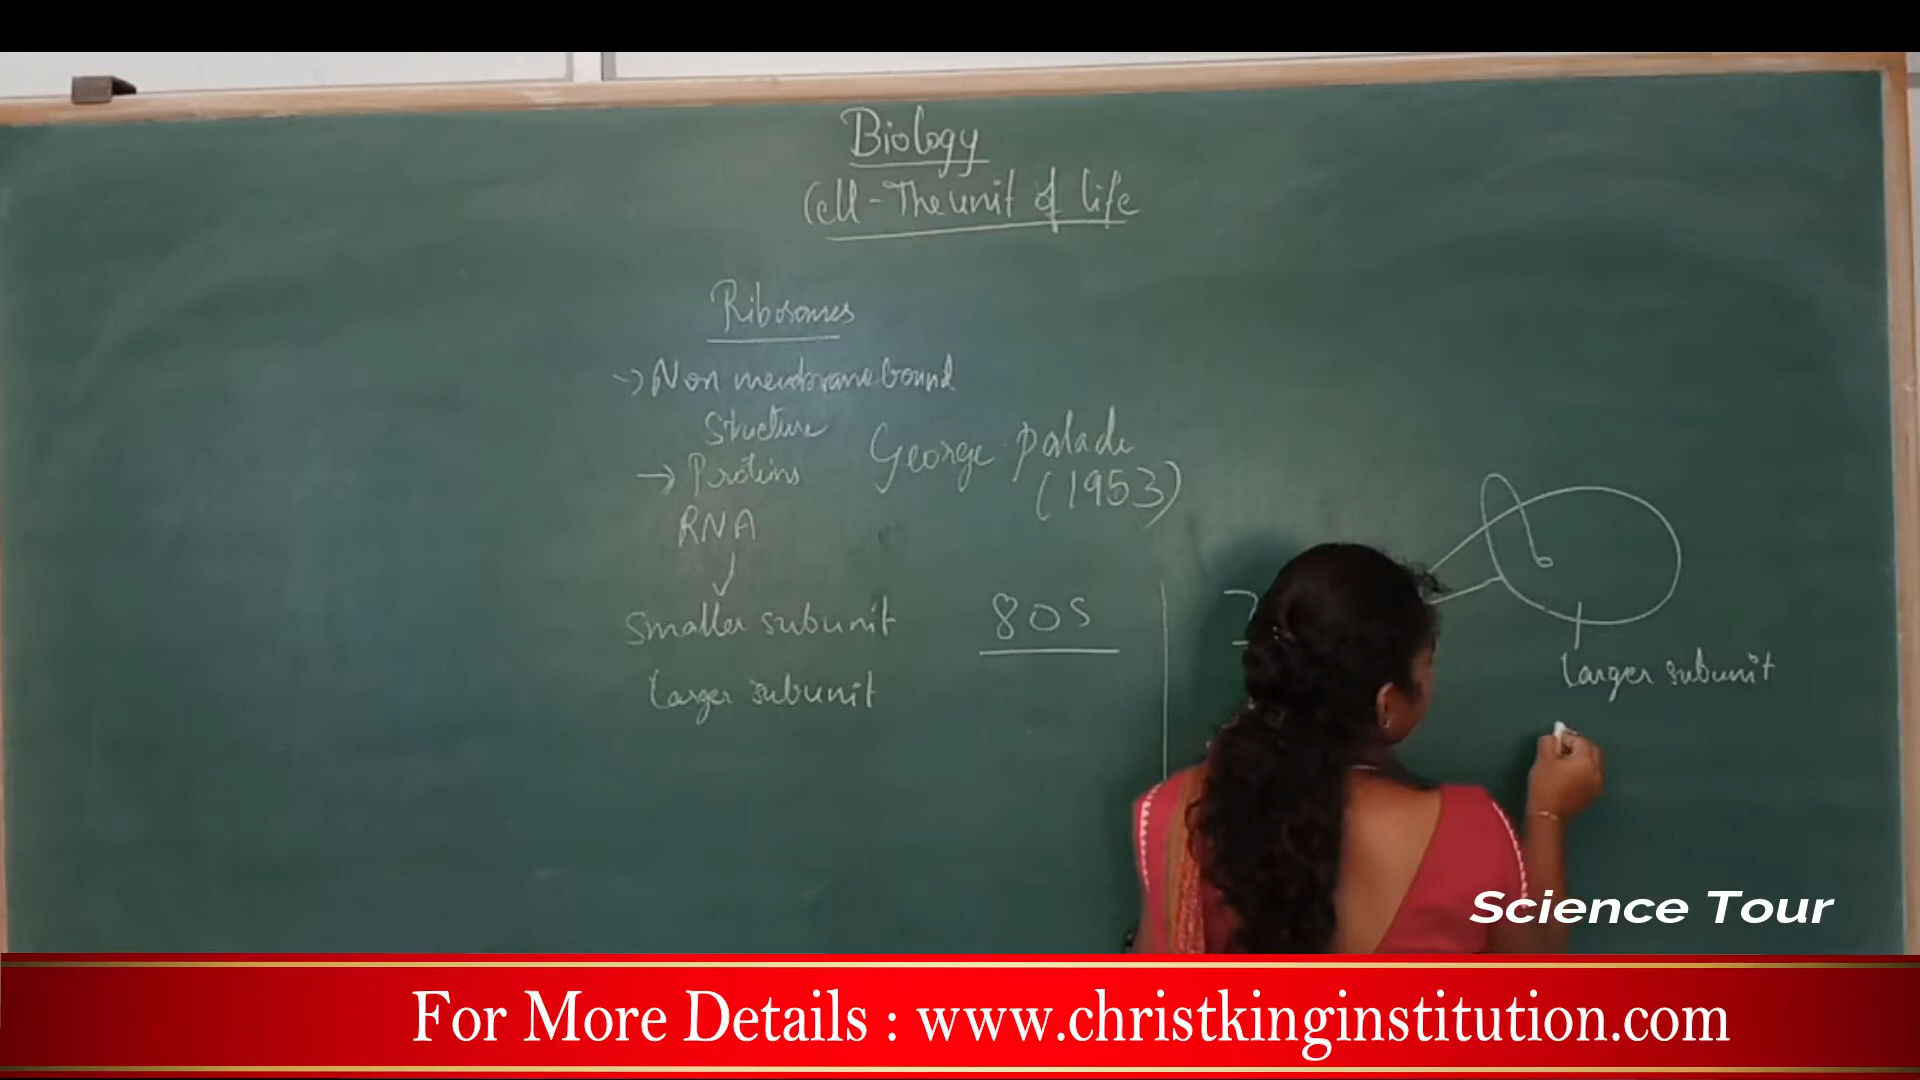 Biology
Cell - The unit of life
Ribosomes
→ Non membrane bound
Structure
→ Proteins
George Palade
(1953)
RNA
↓
Smaller subunit
80S
7
Larger subunit
Larger subunit
Science Tour
For More Details : www.christkinginstitution.com